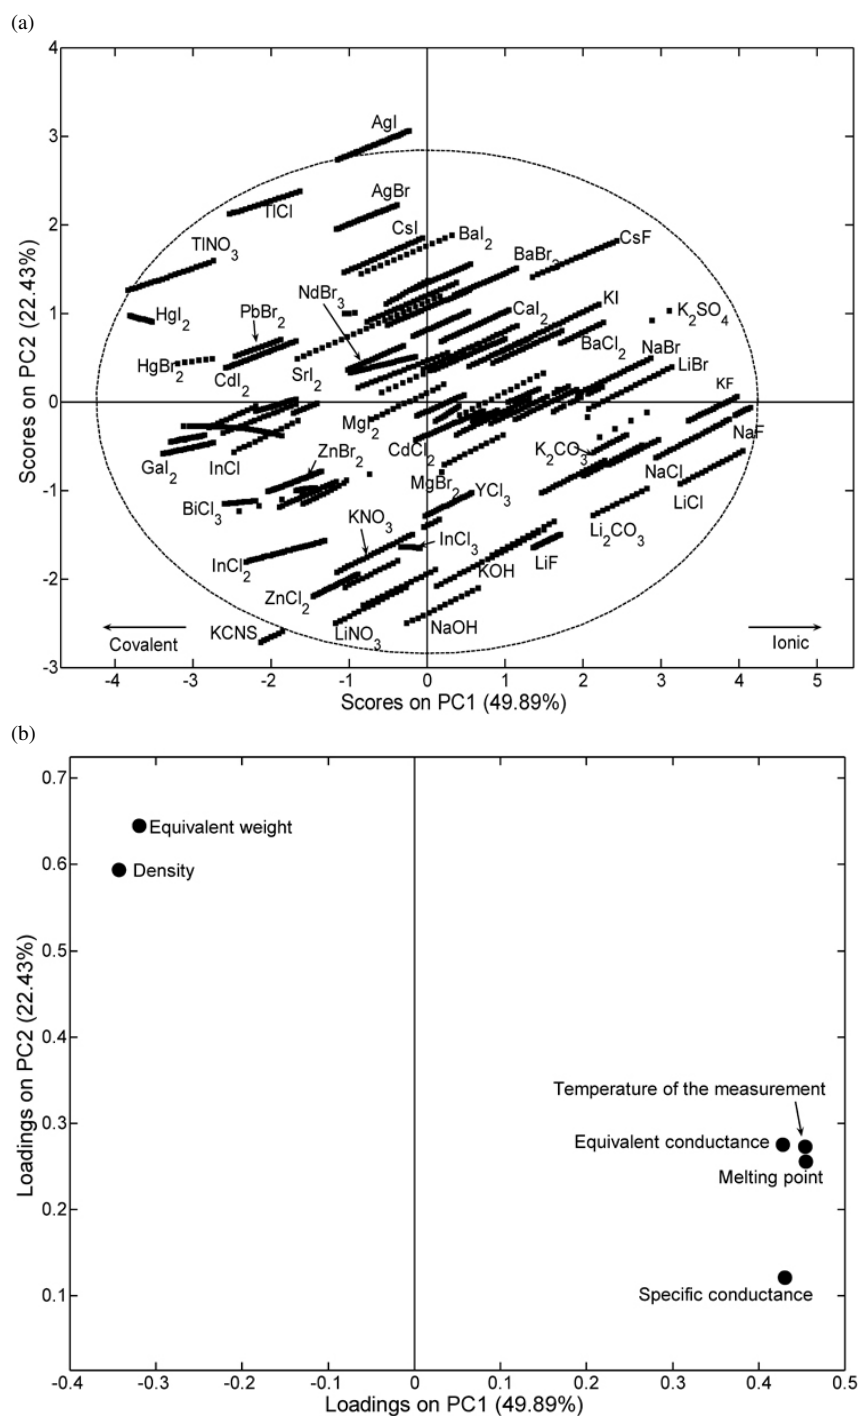 (a)
4
3
2
1
0
-1
-2
-3
Scores on PC2 (22.43%)
AgI
TlCl
AgBr
CsI
BaI2
TlNO3
BaBr2
CsF
HgI2
PbBr2
NdBr3
CaI2
KI
K2SO4
HgBr2
CdI2
SrI2
BaCl2
NaBr
LiBr
KF
MgI2
NaF
GaI2
InCl
ZnBr2
CdCl2
K2CO3
NaCl
MgBr2
BiCl3
YCl3
LiCl
KNO3
Li2CO3
InCl3
InCl2
KOH
LiF
ZnCl2
KCNS
LiNO3
NaOH
Covalent
Ionic
-4 -3 -2 -1 0 1 2 3 4 5
Scores on PC1 (49.89%)
(b)
0.7
0.6
0.5
0.4
0.3
0.2
0.1
Loadings on PC2 (22.43%)
Equivalent weight
Density
Temperature of the measurement
Equivalent conductance
Melting point
Specific conductance
-0.4 -0.3 -0.2 -0.1 0 0.1 0.2 0.3 0.4 0.5
Loadings on PC1 (49.89%)